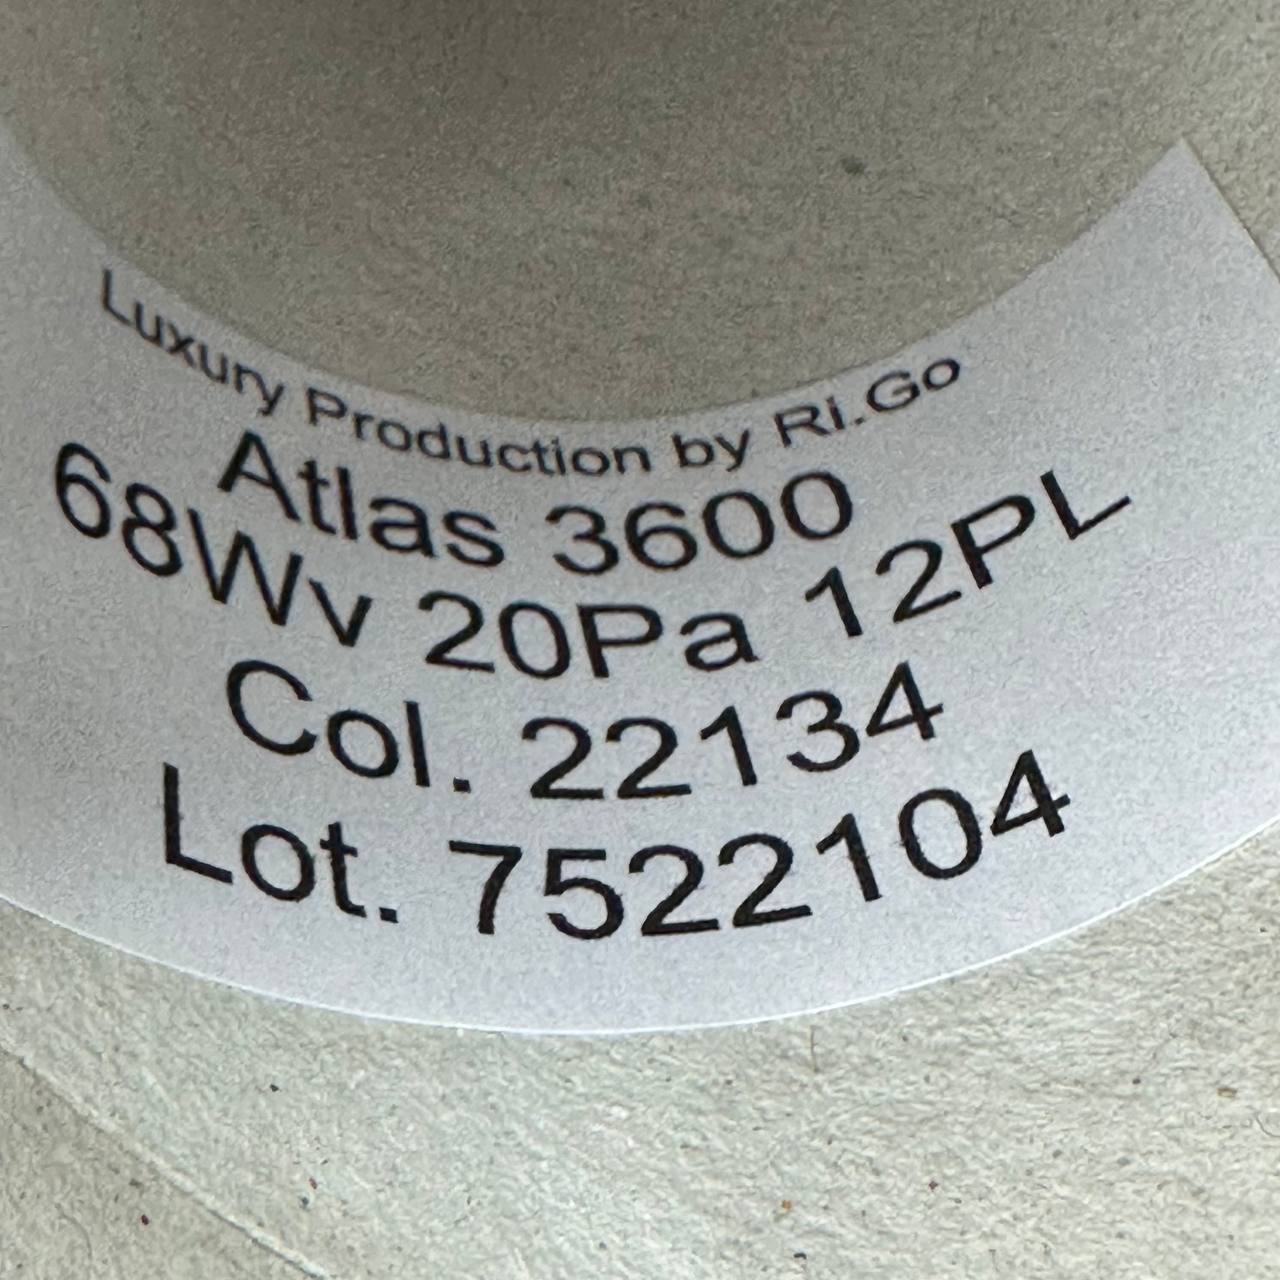 Luxury Production by Ri.Go
Atlas 3600
68Wv 20Pa 12PL
Col. 22134
Lot. 7522104